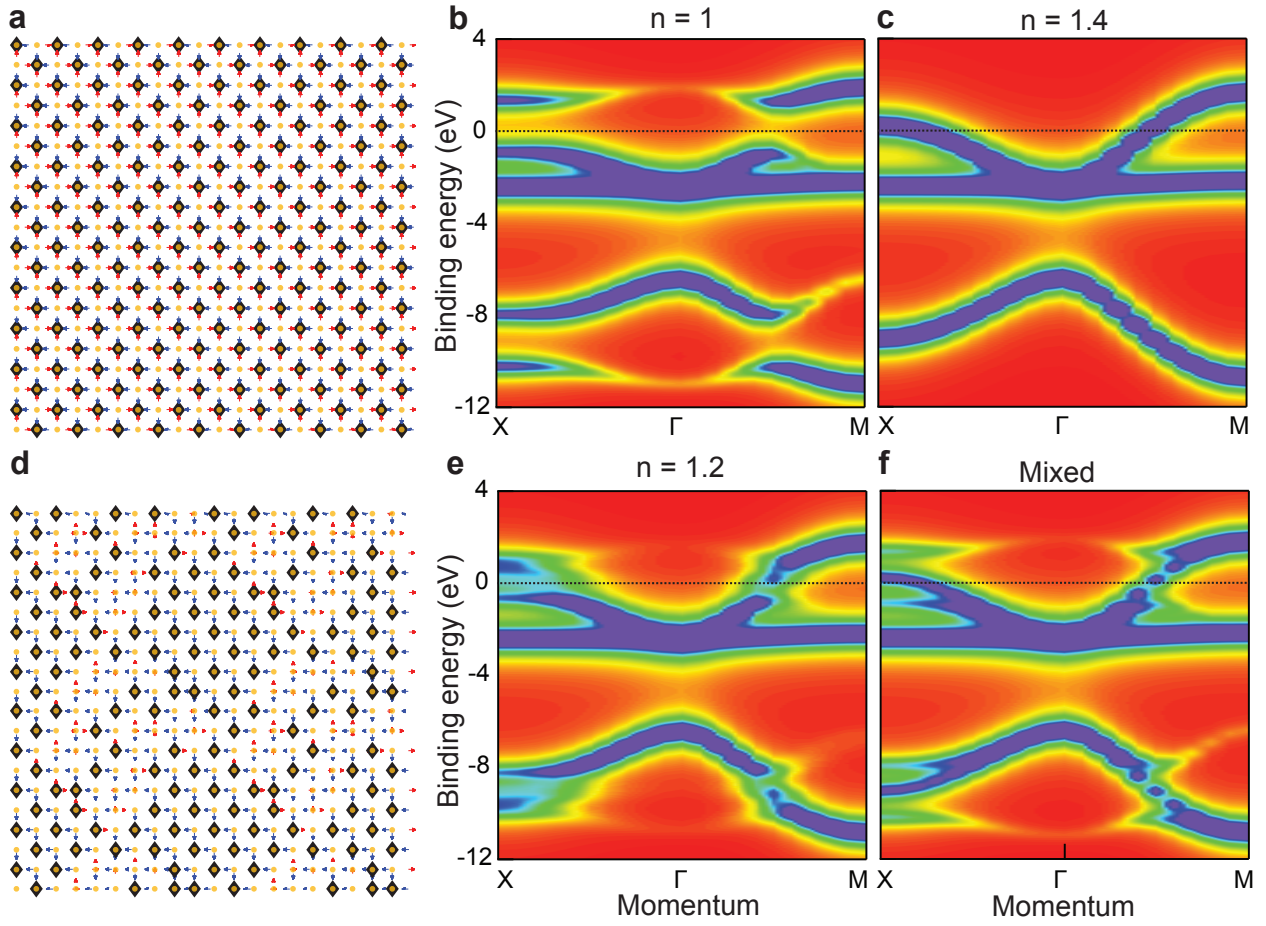 a
b
n = 1
c
n = 1.4
4
0
-4
-8
-12
Binding energy (eV)
X
Γ
M
X
Γ
M
d
e
n = 1.2
f
Mixed
4
0
-4
-8
-12
Binding energy (eV)
X
Γ
M
X
Γ
M
Momentum
Momentum